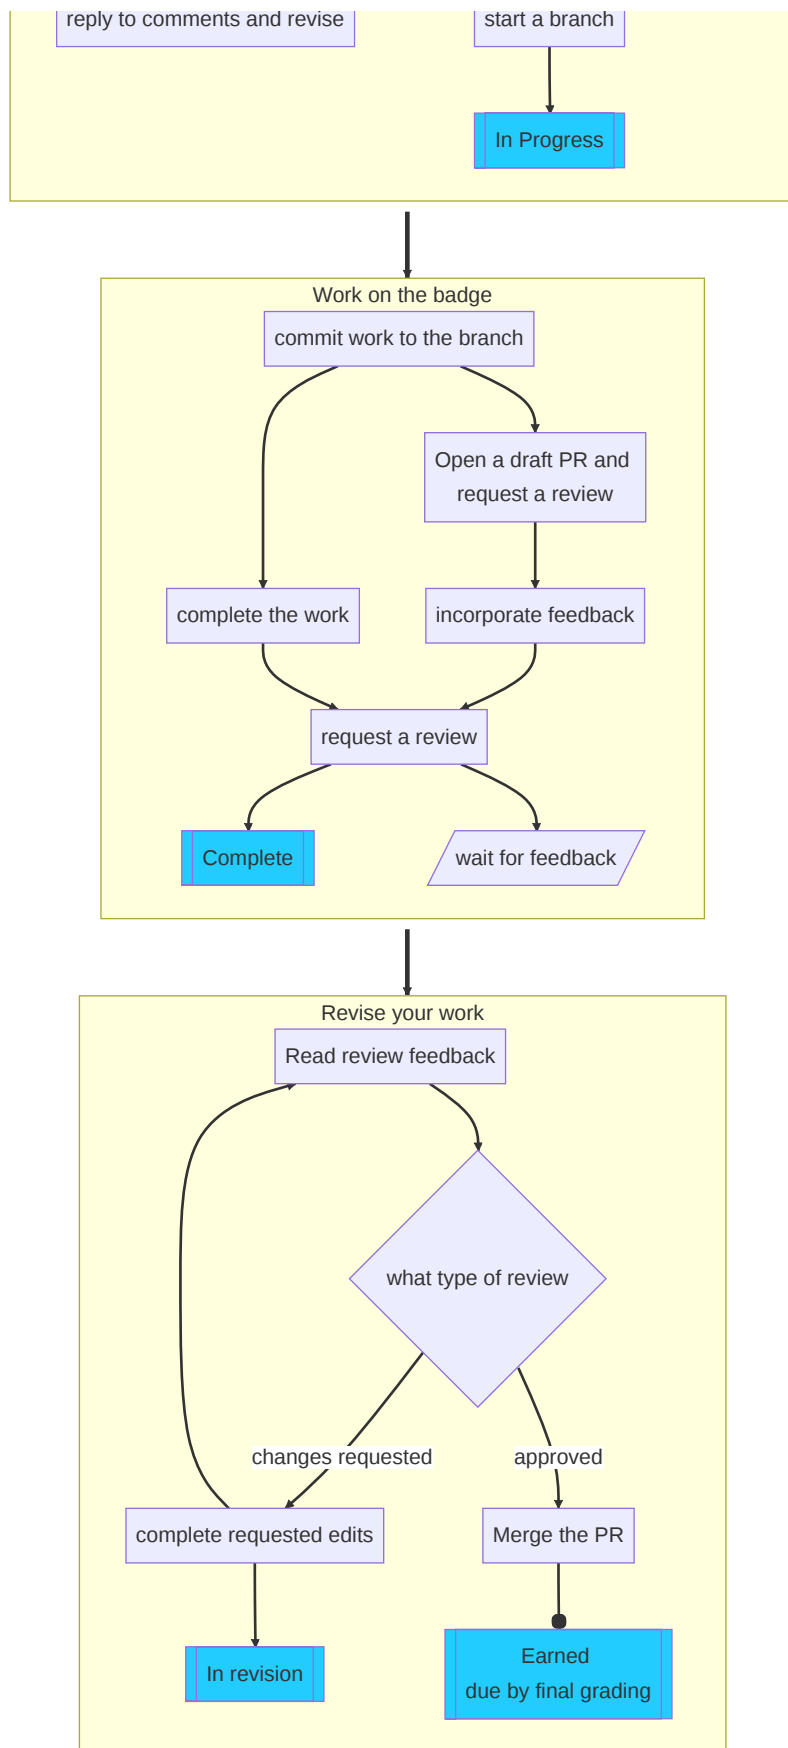 reply to comments and revise
start a branch
In Progress
Work on the badge
commit work to the branch
Open a draft PR and
request a review
complete the work
incorporate feedback
request a review
Complete
wait for feedback
Revise your work
Read review feedback
what type of review
changes requested
approved
complete requested edits
Merge the PR
In revision
Earned
due by final grading